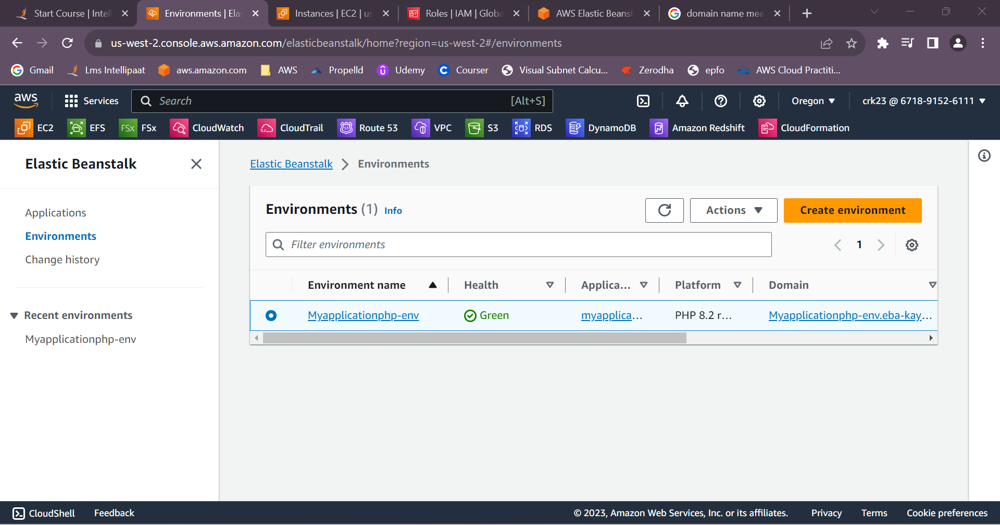 Start Course | Intell
Environments | Ela
Instances | EC2 | us
Roles | IAM | Globa
AWS Elastic Beanst
domain name mea
us-west-2.console.aws.amazon.com/elasticbeanstalk/home?region=us-west-2#/environments
Gmail
Lms Intellipaat
aws.amazon.com
AWS
Propelld
Udemy
Courser
Visual Subnet Calcu...
Zerodha
epfo
AWS Cloud Practiti...
aws
Services
Search
[Alt+S]
Oregon
crk23 @ 6718-9152-6111
EC2
EFS
FSx
FSx
CloudWatch
CloudTrail
53
Route 53
VPC
S3
RDS
DynamoDB
Amazon Redshift
CloudFormation
Elastic Beanstalk
Applications
Environments
Change history
Recent environments
Myapplicationphp-env
Elastic Beanstalk
Environments
Environments (1) Info
Actions
Create environment
Filter environments
1
Environment name
Health
Applica...
Platform
Domain
Myapplicationphp-env
Green
myapplica...
PHP 8.2 r...
Myapplicationphp-env.eba-kay...
CloudShell
Feedback
© 2023, Amazon Web Services, Inc. or its affiliates.
Privacy
Terms
Cookie preferences